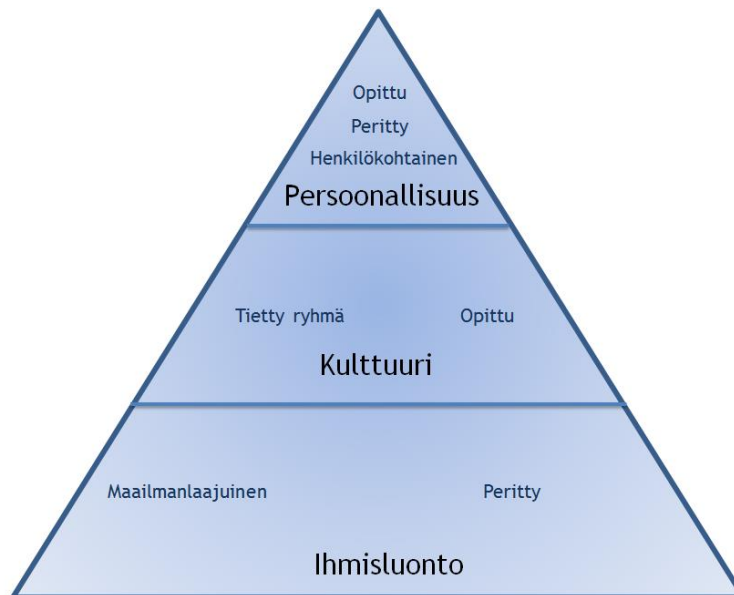 Opittu
Peritty
Henkilökohtainen
Persoonallisuus
Tietty ryhmä Opittu
Kulttuuri
Maailmanlaajuinen Peritty
Ihmisluonto